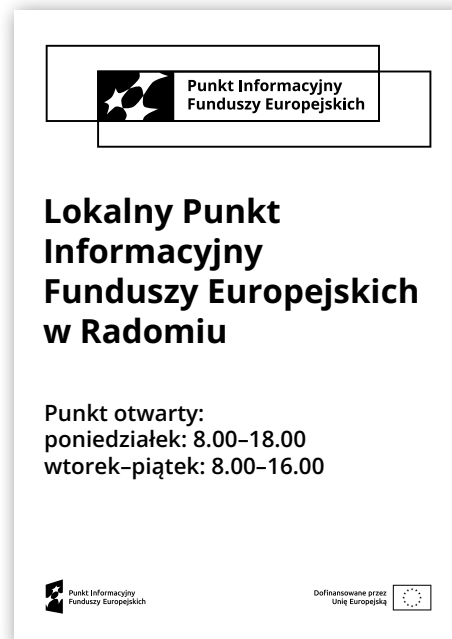 Punkt Informacyjny
Funduszy Europejskich
Lokalny Punkt
Informacyjny
Funduszy Europejskich
w Radomiu
Punkt otwarty:
poniedziałek: 8.00–18.00
wtorek–piątek: 8.00–16.00
Punkt Informacyjny
Funduszy Europejskich
Dofinansowane przez
Unię Europejską